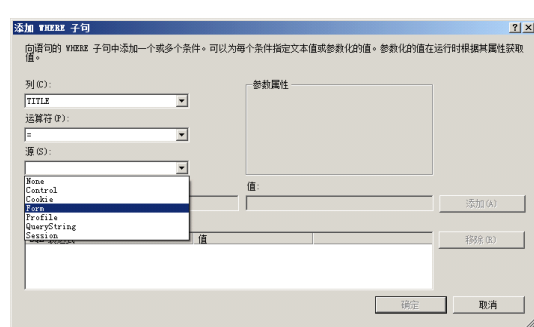 添加 WHERE 子句
向语句的 WHERE 子句中添加一个或多个条件。可以为每个条件指定文本值或参数化的值。参数化的值在运行时根据其属性获取
值。
列(C):
参数属性
TITLE
运算符(P):
=
源(S):
None
Control
Cookie
Form
Profile
QueryString
Session
值:
添加(A)
值
移除(R)
确定
取消